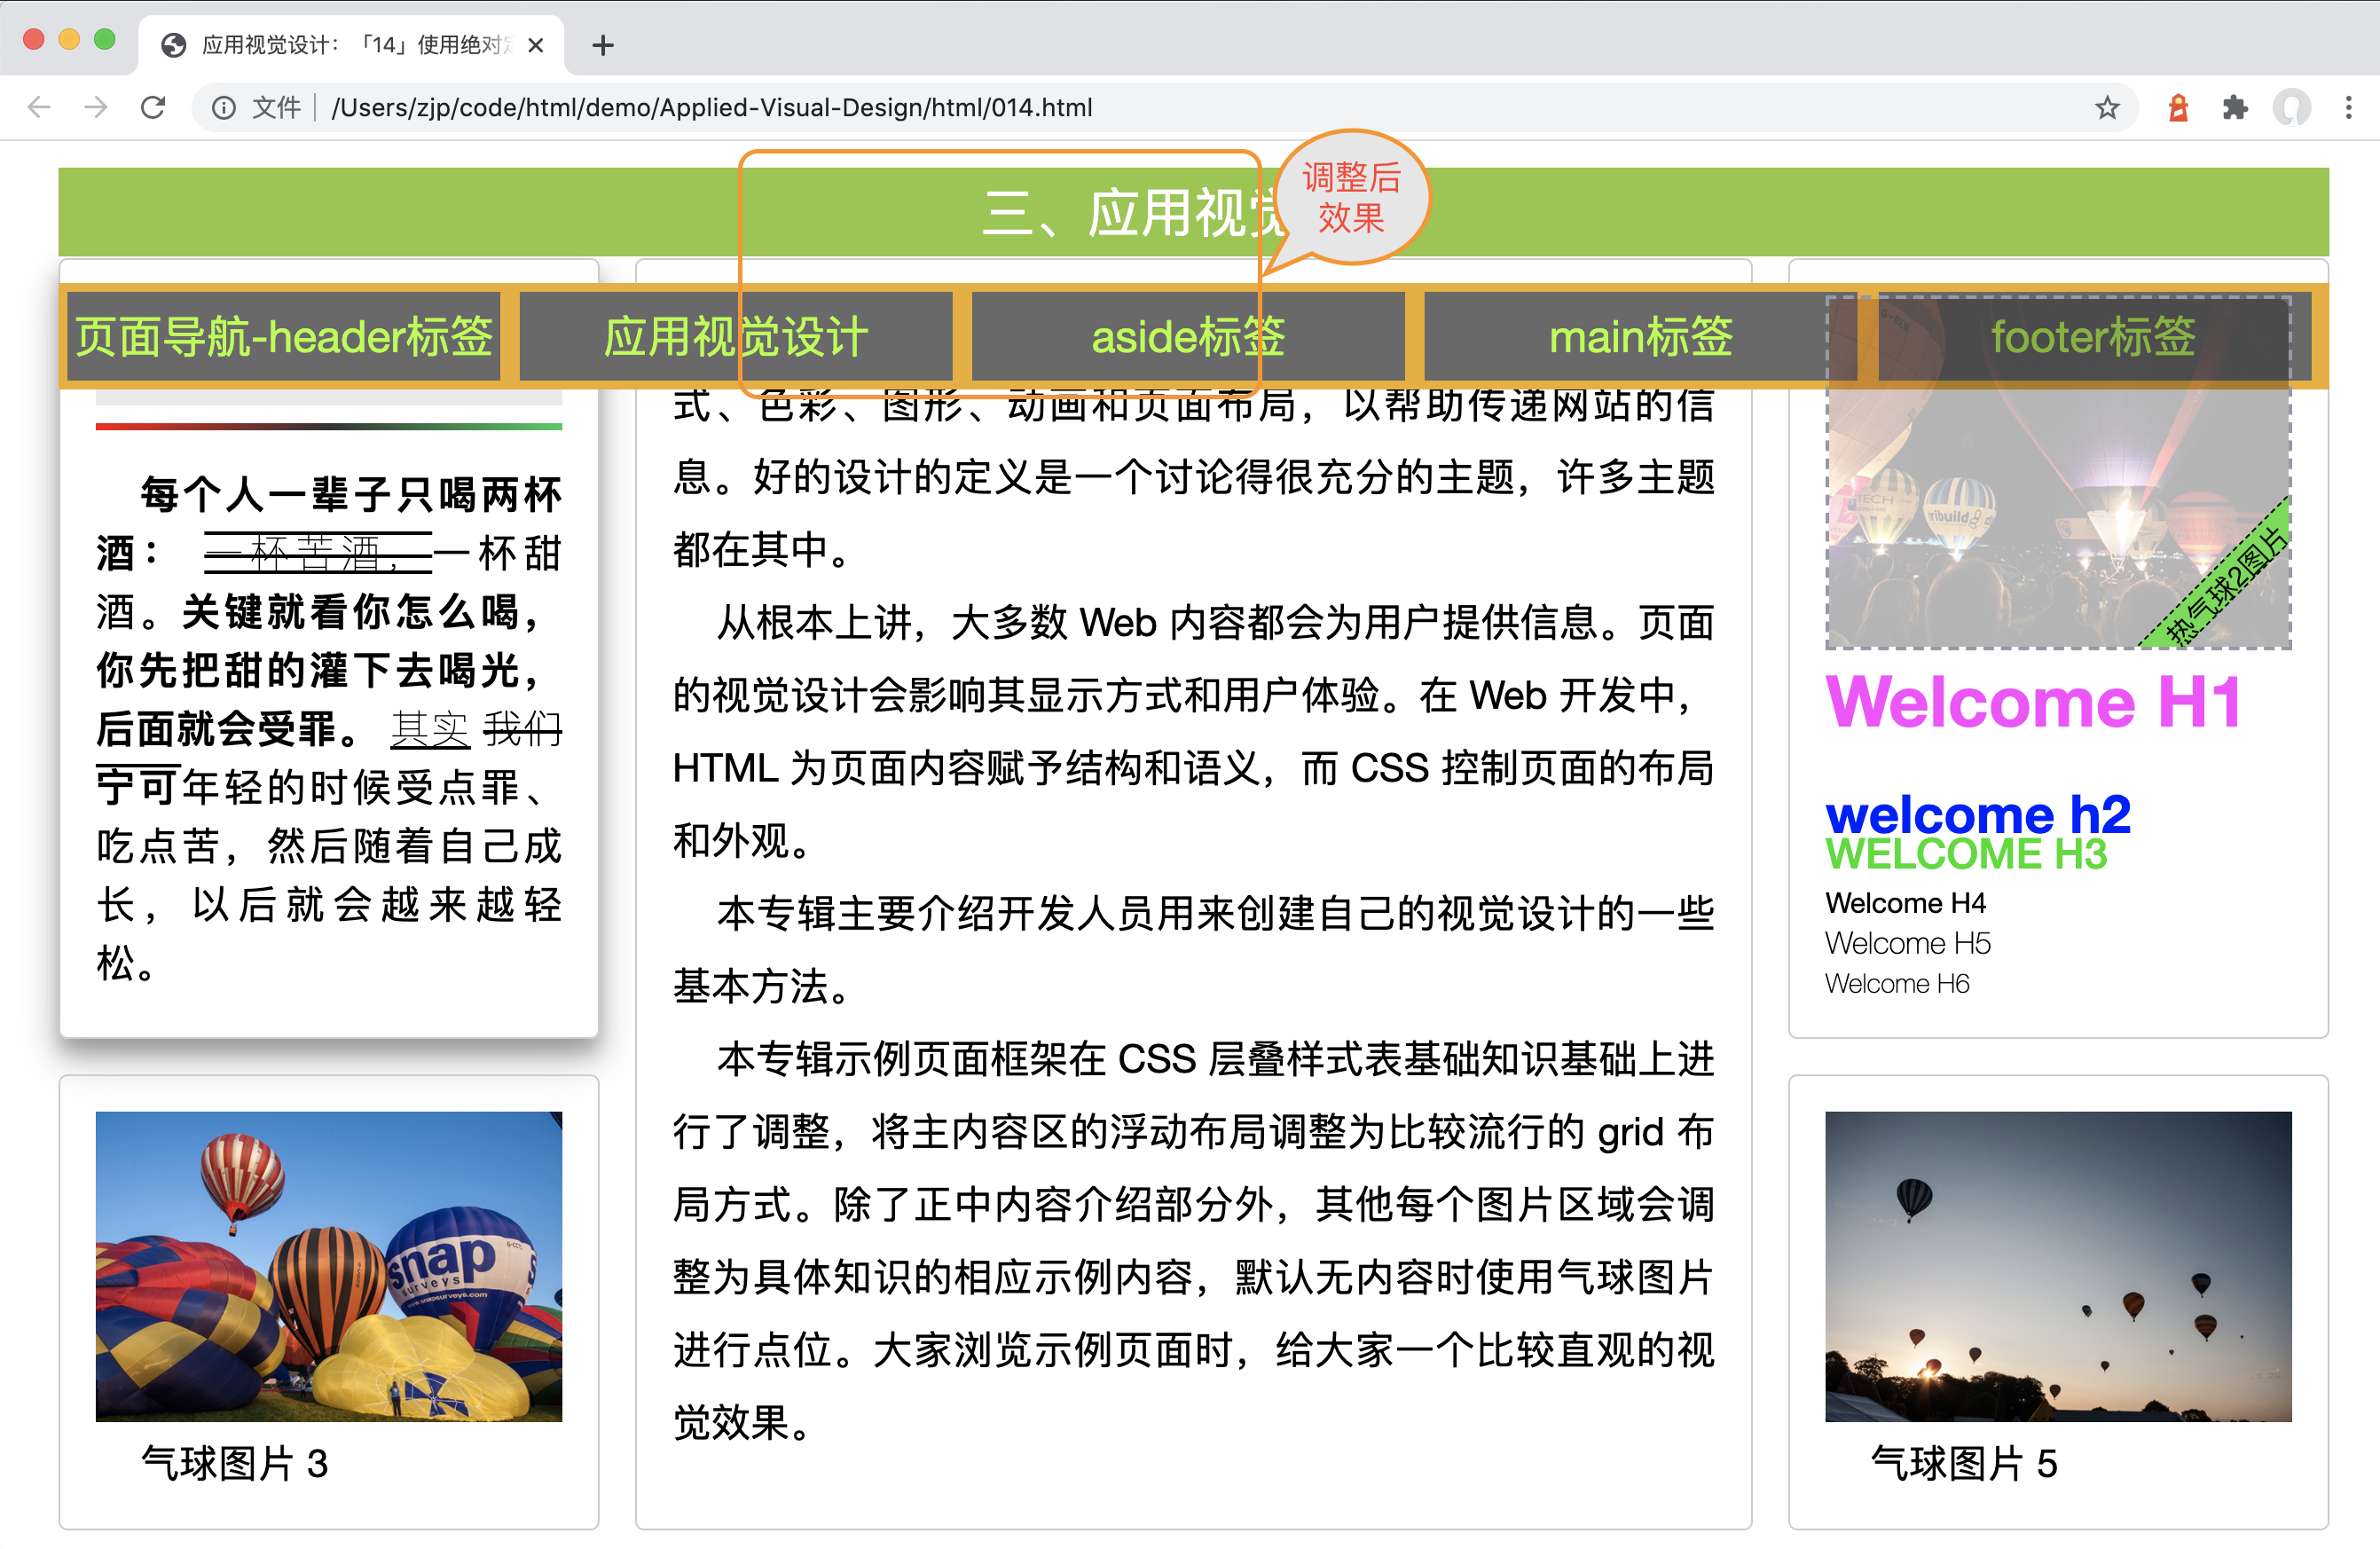 应用视觉设计：「14」使用绝对定
文件 /Users/zjp/code/html/demo/Applied-Visual-Design/html/014.html
三、应用视觉
调整后
效果
页面导航-header标签
应用视觉设计
aside标签
main标签
footer标签
每个人一辈子只喝两杯
酒：一杯苦酒，一杯甜
酒。关键就看你怎么喝，
你先把甜的灌下去喝光，
后面就会受罪。其实 我们
宁可年轻的时候受点罪、
吃点苦，然后随着自己成
长，以后就会越来越轻
松。
气球图片 3
式、色彩、图形、动画和页面布局，以帮助传递网站的信
息。好的设计的定义是一个讨论得很充分的主题，许多主题
都在其中。
从根本上讲，大多数 Web 内容都会为用户提供信息。页面
的视觉设计会影响其显示方式和用户体验。在 Web 开发中，
HTML 为页面内容赋予结构和语义，而 CSS 控制页面的布局
和外观。
本专辑主要介绍开发人员用来创建自己的视觉设计的一些
基本方法。
本专辑示例页面框架在 CSS 层叠样式表基础知识基础上进
行了调整，将主内容区的浮动布局调整为比较流行的 grid 布
局方式。除了正中内容介绍部分外，其他每个图片区域会调
整为具体知识的相应示例内容，默认无内容时使用气球图片
进行点位。大家浏览示例页面时，给大家一个比较直观的视
觉效果。
热气球2图片
Welcome H1
welcome h2
WELCOME H3
Welcome H4
Welcome H5
Welcome H6
气球图片 5
snap
surveys
www.snapsurveys.com